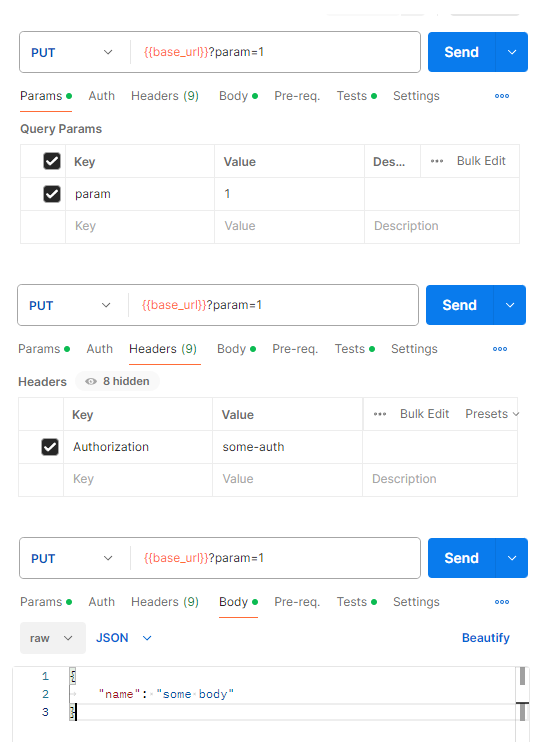 PUT {{base_url}}?param=1 Send
Params Auth Headers (9) Body Pre-req. Tests Settings
Query Params
Key Value Des... Bulk Edit
param 1
Key Value Description
PUT {{base_url}}?param=1 Send
Params Auth Headers (9) Body Pre-req. Tests Settings
Headers 8 hidden
Key Value Bulk Edit Presets
Authorization some-auth
Key Value Description
PUT {{base_url}}?param=1 Send
Params Auth Headers (9) Body Pre-req. Tests Settings
raw JSON Beautify
1 {
2 "name": "some body"
3 }